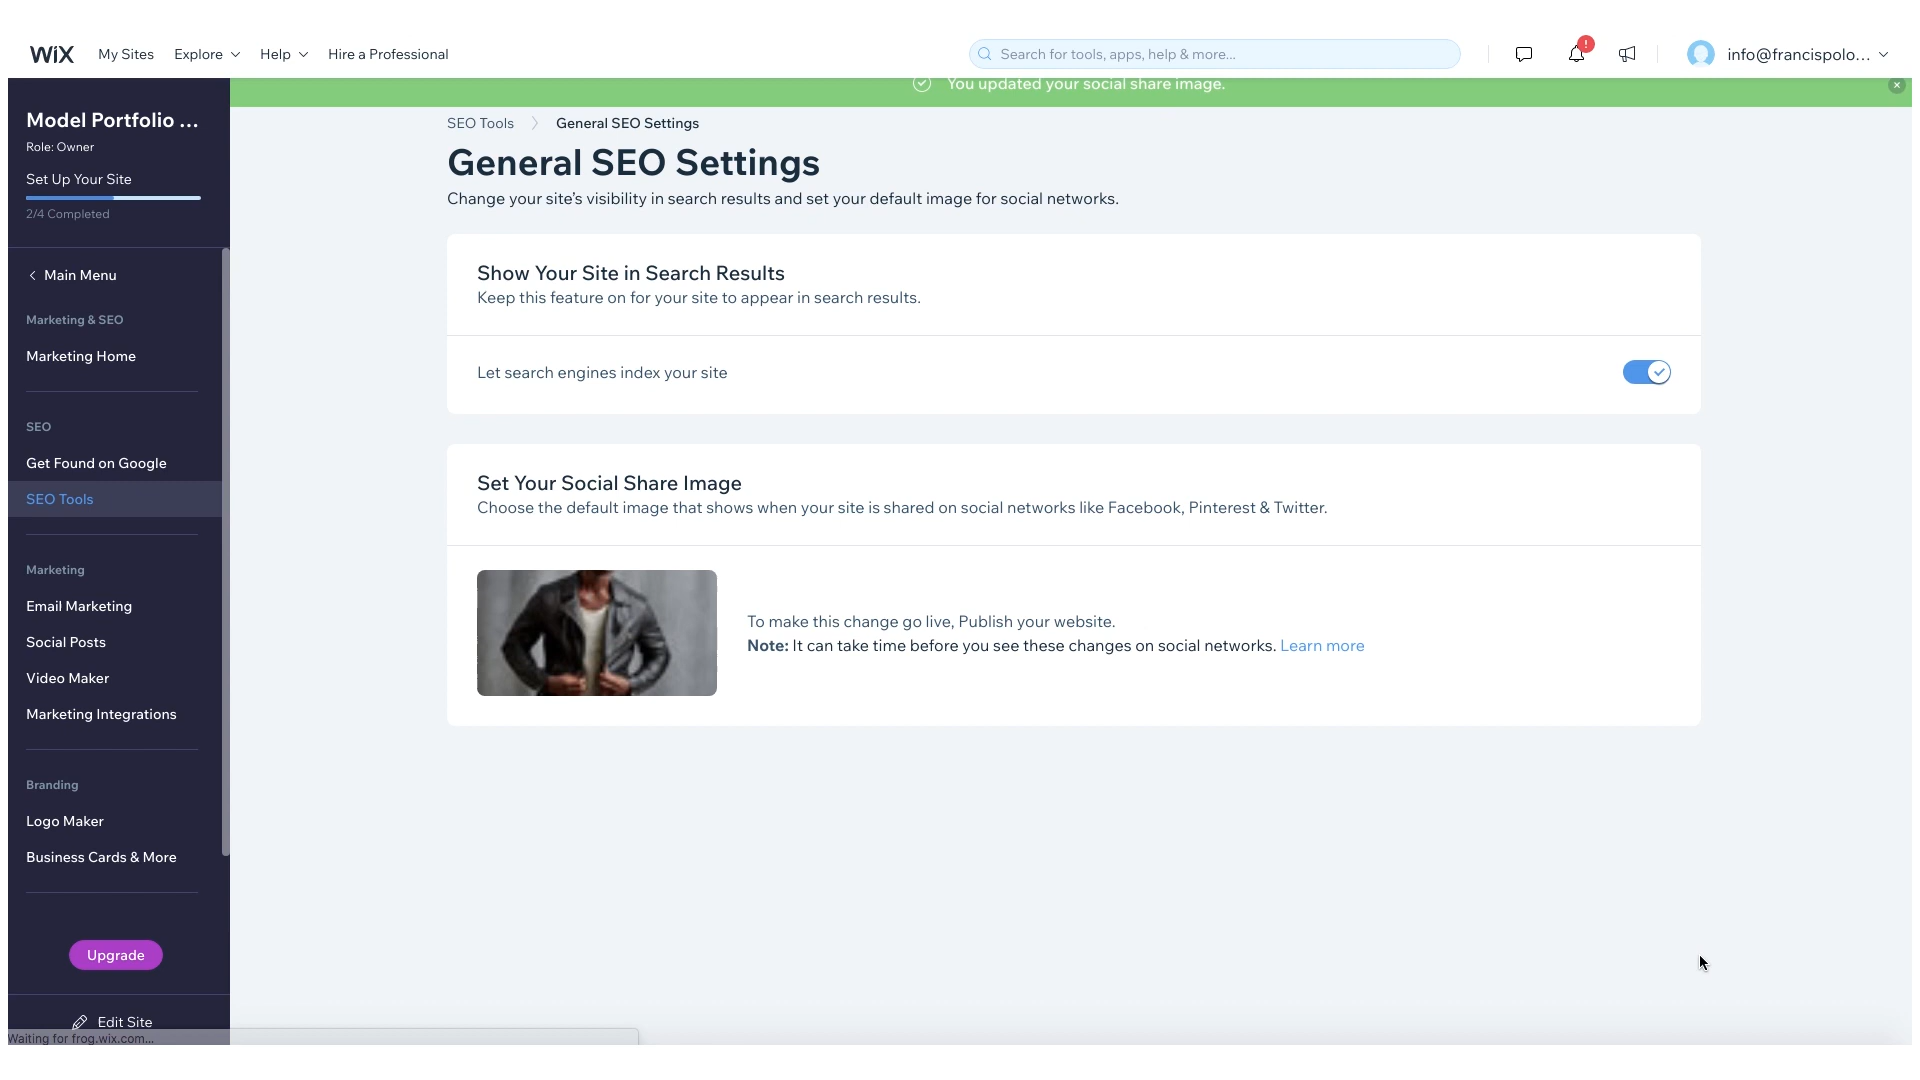 WiX My Sites Explore Help Hire a Professional Search for tools, apps, help & more... ! info@francispolo...
You updated your social share image.
Model Portfolio ...
Role: Owner
Set Up Your Site
2/4 Completed
Main Menu
Marketing & SEO
Marketing Home
SEO
Get Found on Google
SEO Tools
Marketing
Email Marketing
Social Posts
Video Maker
Marketing Integrations
Branding
Logo Maker
Business Cards & More
Upgrade
Edit Site
Waiting for frog.wix.com...
SEO Tools General SEO Settings
General SEO Settings
Change your site's visibility in search results and set your default image for social networks.
Show Your Site in Search Results
Keep this feature on for your site to appear in search results.
Let search engines index your site
Set Your Social Share Image
Choose the default image that shows when your site is shared on social networks like Facebook, Pinterest & Twitter.
To make this change go live, Publish your website.
Note: It can take time before you see these changes on social networks. Learn more